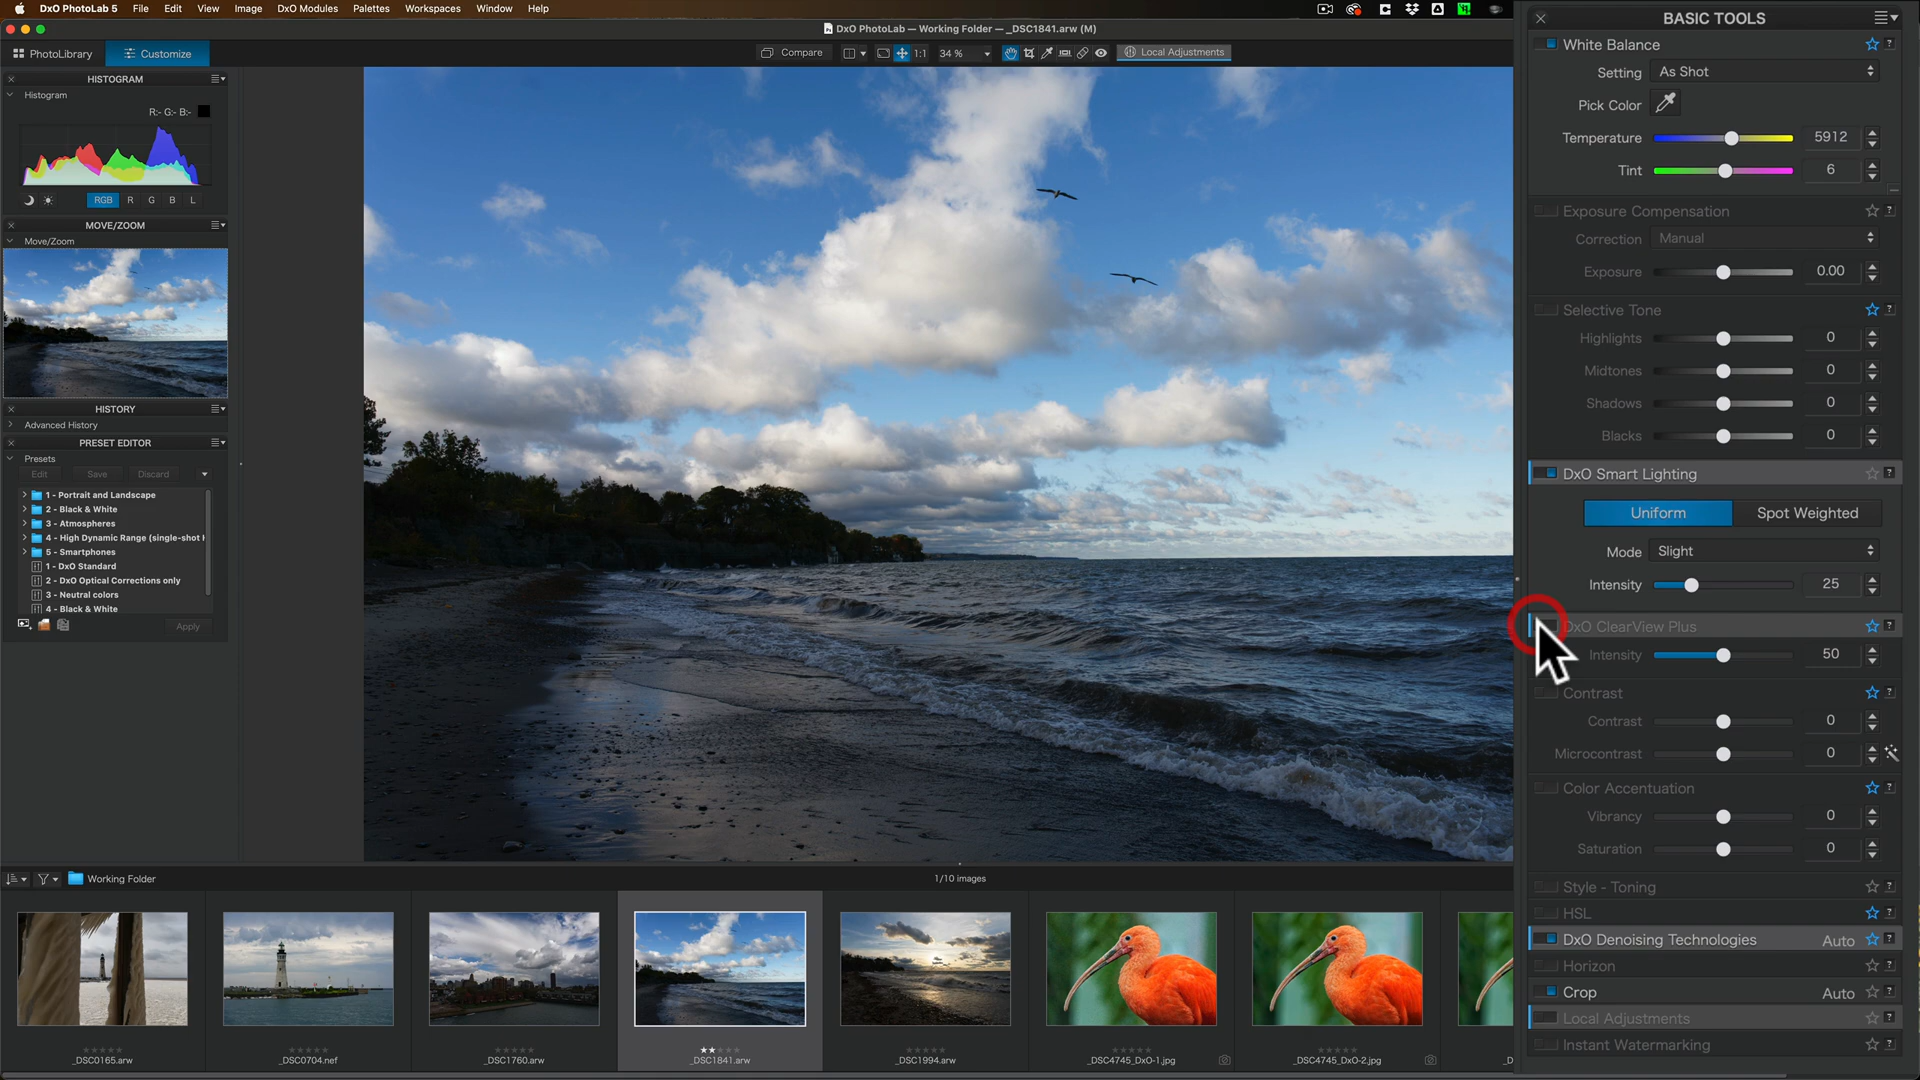 DxO PhotoLab 5 File Edit View Image DxO Modules Palettes Workspaces Window Help
DxO PhotoLab — Working Folder — _DSC1841.arw (M)
PhotoLibrary Customize Compare 1:1 34 % Local Adjustments
HISTOGRAM
Histogram
R:- G:- B:-
RGB R G B L
MOVE/ZOOM
Move/Zoom
HISTORY
Advanced History
PRESET EDITOR
Presets
Edit Save Discard
1 - Portrait and Landscape
2 - Black & White
3 - Atmospheres
4 - High Dynamic Range (single-shot
5 - Smartphones
1 - DxO Standard
2 - DxO Optical Corrections only
3 - Neutral colors
4 - Black & White
Apply
BASIC TOOLS
White Balance ?
Setting As Shot
Pick Color
Temperature 5912
Tint 6
Exposure Compensation ?
Correction Manual
Exposure 0.00
Selective Tone ?
Highlights 0
Midtones 0
Shadows 0
Blacks 0
DxO Smart Lighting ?
Uniform Spot Weighted
Mode Slight
Intensity 25
DxO ClearView Plus ?
Intensity 50
Contrast ?
Contrast 0
Microcontrast 0
Color Accentuation ?
Vibrancy 0
Saturation 0
Style - Toning ?
HSL ?
DxO Denoising Technologies Auto ?
Horizon ?
Crop Auto ?
Local Adjustments ?
Instant Watermarking ?
Working Folder 1/10 images
_DSC0165.arw _DSC0704.nef _DSC1760.arw _DSC1841.arw _DSC1994.arw _DSC4745_DxO-1.jpg _DSC4745_DxO-2.jpg